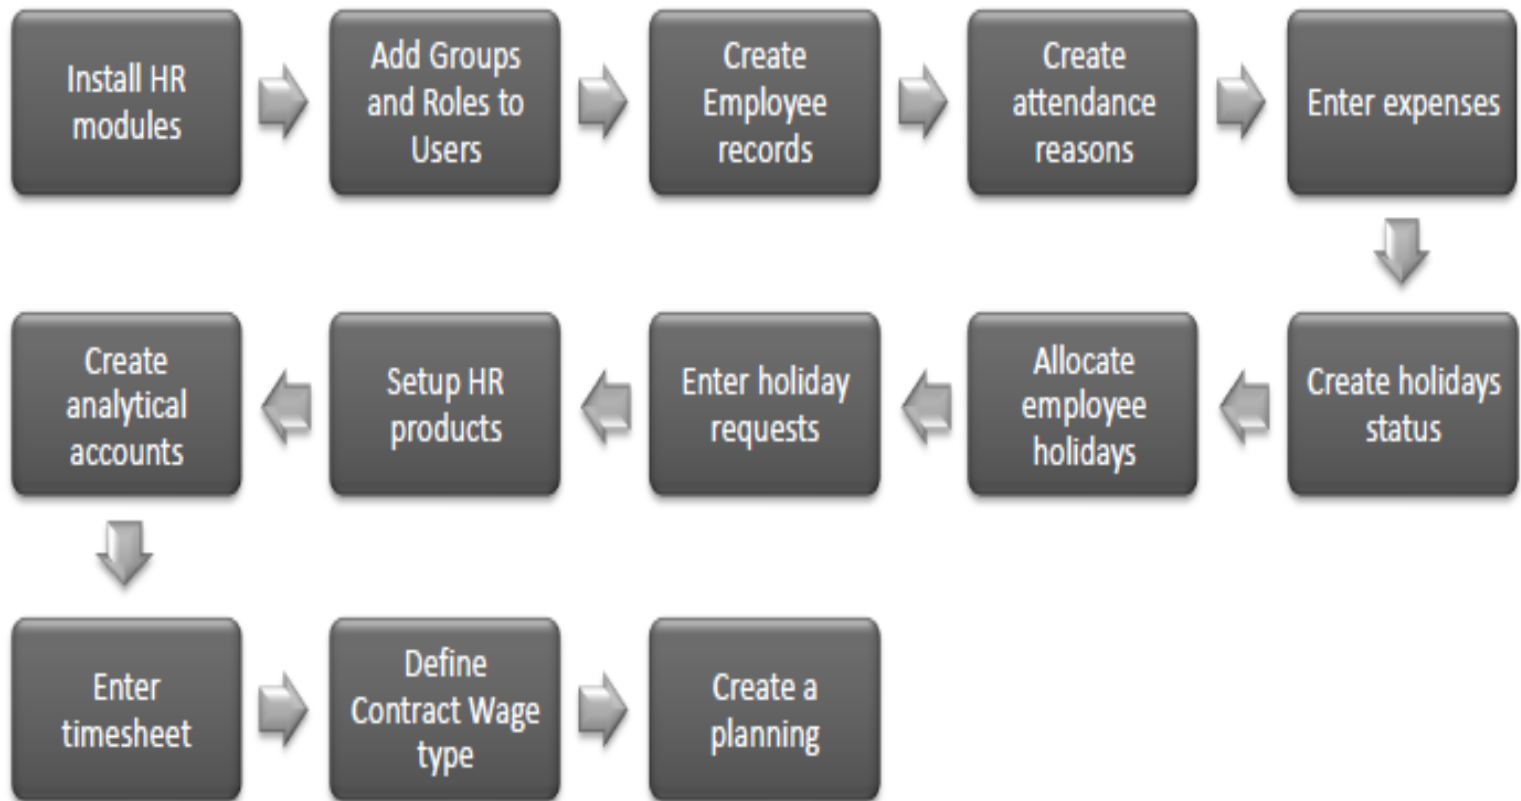 Install HR
modules
Add Groups
and Roles to
Users
Create
Employee
records
Create
attendance
reasons
Enter expenses
Create holidays
status
Allocate
employee
holidays
Enter holiday
requests
Setup HR
products
Create
analytical
accounts
Enter
timesheet
Define
Contract Wage
type
Create a
planning